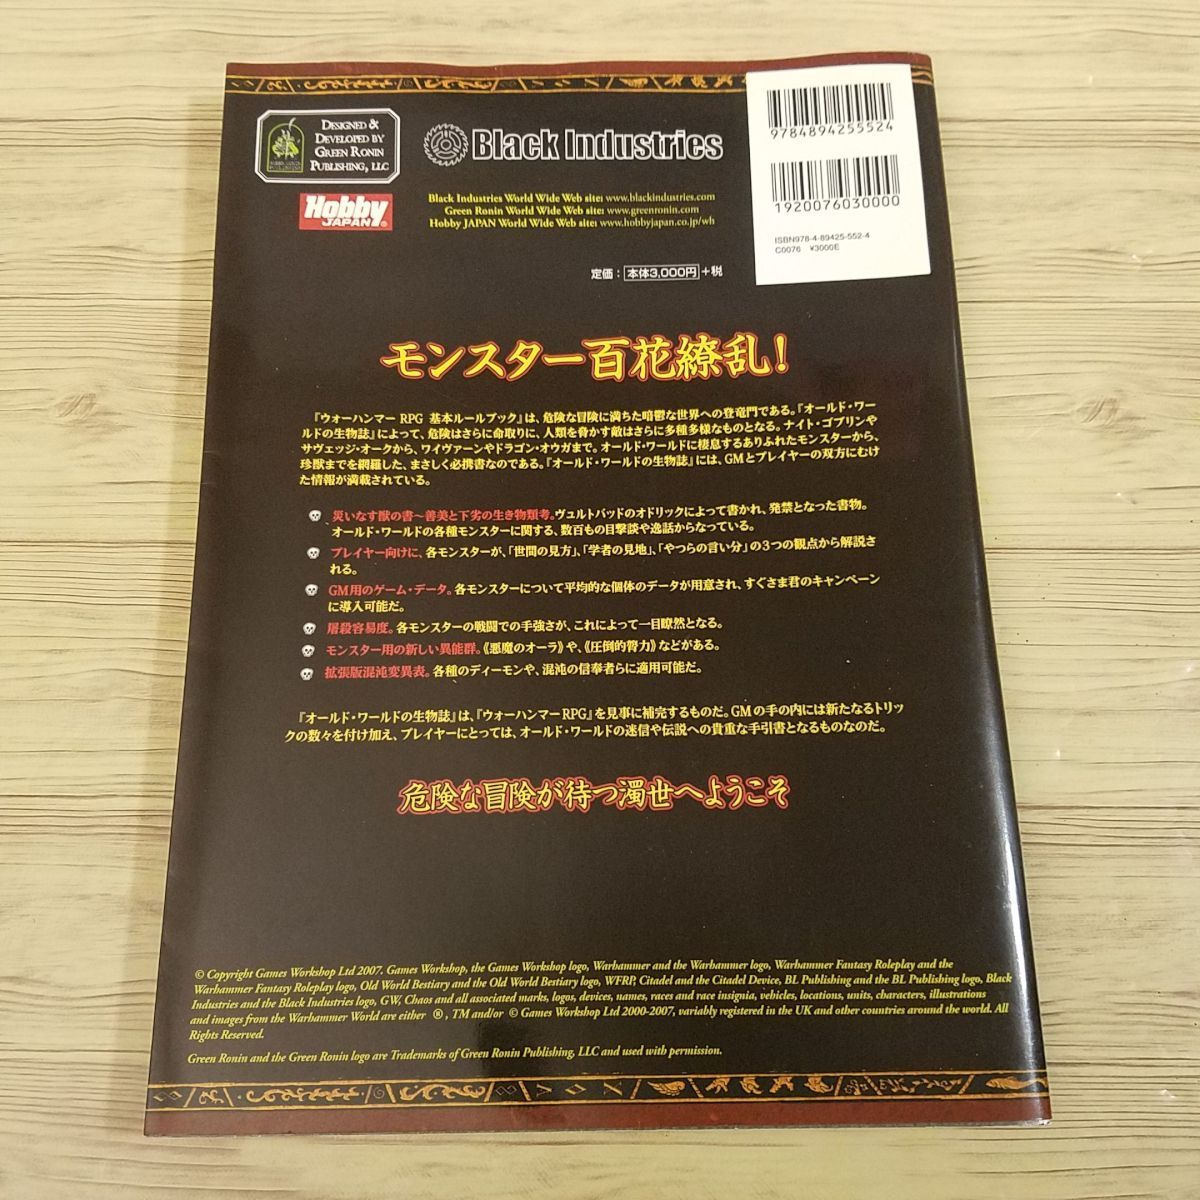 DESIGNED &
DEVELOPED BY
GREEN RONIN
PUBLISHING, LLC
Black Industries
Hobby
JAPAN®
Black Industries World Wide Web site: www.blackindustries.com
Green Ronin World Wide Web site: www.greenronin.com
Hobby JAPAN World Wide Web site: www.hobbyjapan.co.jp/wh
9784894255524
1920076030000
ISBN978-4-89425-552-4
C0076 ¥3000E
定価：本体3,000円+税
モンスター百花繚乱！
『ウォーハンマー RPG 基本ルールブック』は、危険な冒険に満ちた暗鬱な世界への登竜門である。『オールド・ワー
ルドの生物誌』によって、危険はさらに命取りに、人類を脅かす敵はさらに多種多様なものとなる。ナイト・ゴブリンや
サヴェッジ・オークから、ワイヴァーンやドラゴン・オウガまで。オールド・ワールドに棲息するありふれたモンスターから、
珍獣までを網羅した、まさしく必携書なのである。『オールド・ワールドの生物誌』には、GMとプレイヤーの双方にむけ
た情報が満載されている。
災いなす獣の書～善美と下劣の生き物類考。ヴュルトバッドのオドリックによって書かれ、発禁となった書物。
オールド・ワールドの各種モンスターに関する、数百もの目撃談や逸話からなっている。
プレイヤー向けに、各モンスターが、「世間の見方」、「学者の見地」、「やつらの言い分」の3つの観点から解説さ
れる。
GM用のゲーム・データ。各モンスターについて平均的な個体のデータが用意され、すぐさま君のキャンペーン
に導入可能だ。
屠殺容易度。各モンスターの戦闘での手強さが、これによって一目瞭然となる。
モンスター用の新しい異能群。《悪魔のオーラ》や、《圧倒的膂力》などがある。
拡張版混沌変異表。各種のディーモンや、混沌の信奉者らに適用可能だ。
『オールド・ワールドの生物誌』は、『ウォーハンマーRPG』を見事に補完するものだ。GMの手の内には新たなるトリッ
クの数々を付け加え、プレイヤーにとっては、オールド・ワールドの迷信や伝説への貴重な手引書となるものなのだ。
危険な冒険が待つ濁世へようこそ
© Copyright Games Workshop Ltd 2007. Games Workshop, the Games Workshop logo, Warhammer and the Warhammer logo, Warhammer Fantasy Roleplay and the
Warhammer Fantasy Roleplay logo, Old World Bestiary and the Old World Bestiary logo, WFRP, Citadel and the Citadel Device, BL Publishing and the BL Publishing logo, Black
Industries and the Black Industries logo, GW, Chaos and all associated marks, logos, devices, names, races and race insignia, vehicles, locations, units, characters, illustrations
and images from the Warhammer World are either ®, TM and/or © Games Workshop Ltd 2000-2007, variably registered in the UK and other countries around the world. All
Rights Reserved.
Green Ronin and the Green Ronin logo are Trademarks of Green Ronin Publishing, LLC and used with permission.